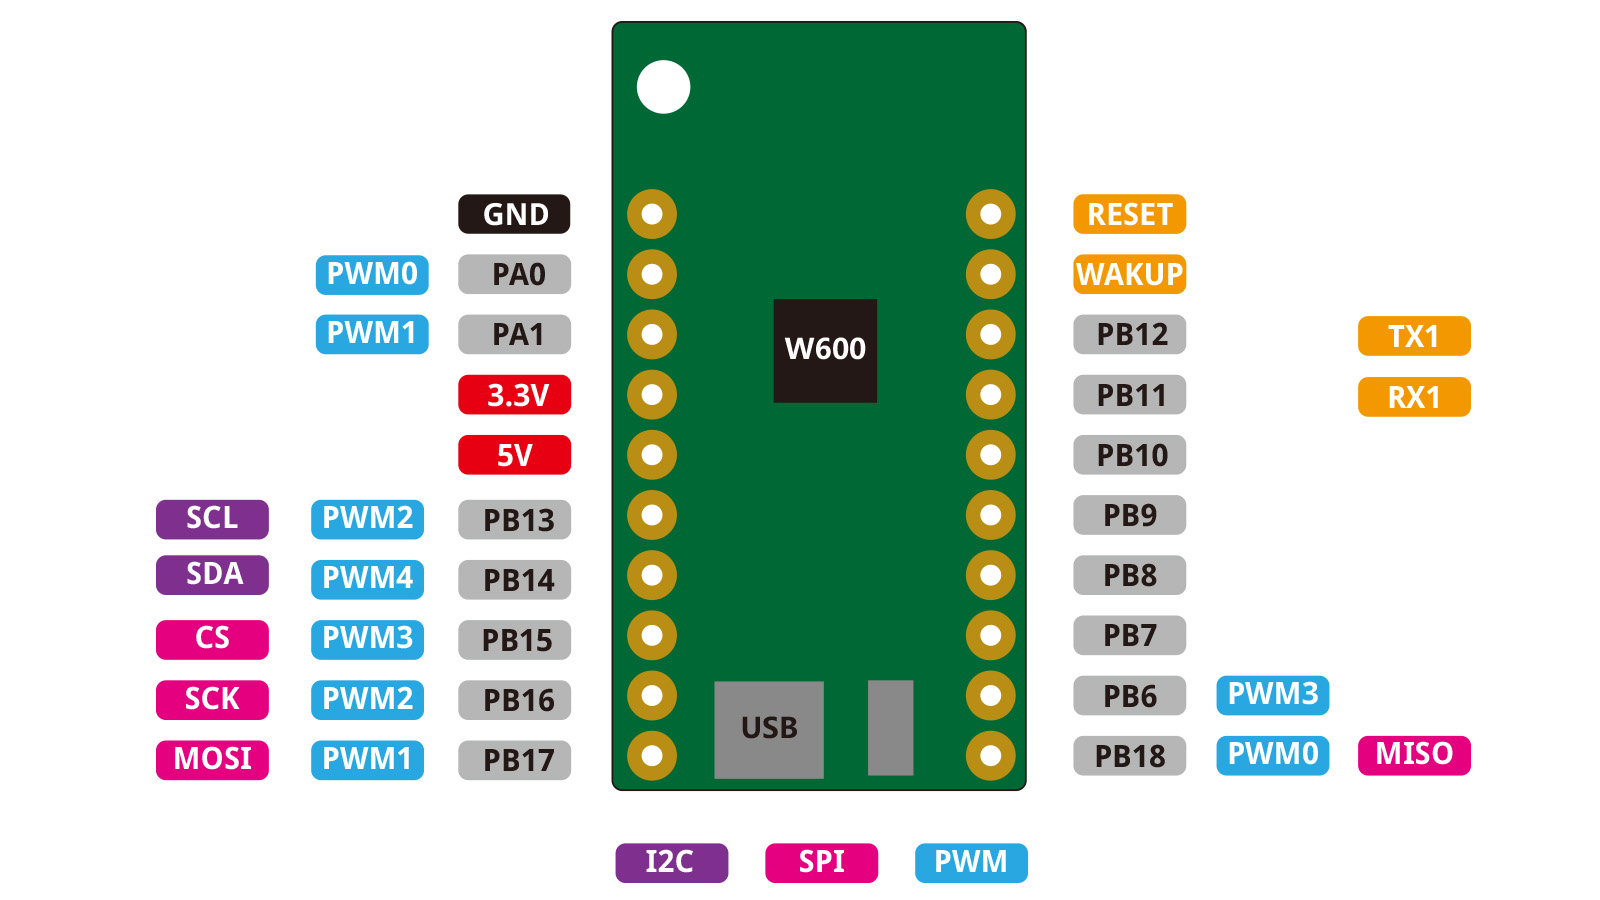 GND RESET
PWM0 PA0 WAKUP
PWM1 PA1 PB12 TX1
W600
3.3V PB11 RX1
5V PB10
SCL PWM2 PB13 PB9
SDA PWM4 PB14 PB8
CS PWM3 PB15 PB7
SCK PWM2 PB16 PB6 PWM3
USB
MOSI PWM1 PB17 PB18 PWM0 MISO
I2C SPI PWM